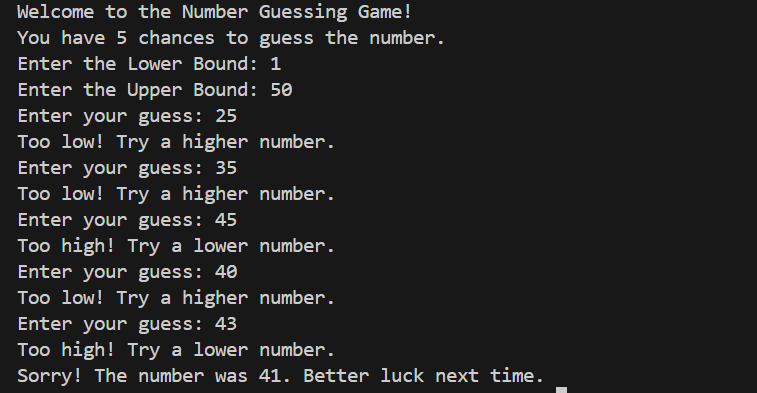 Welcome to the Number Guessing Game!
You have 5 chances to guess the number.
Enter the Lower Bound: 1
Enter the Upper Bound: 50
Enter your guess: 25
Too low! Try a higher number.
Enter your guess: 35
Too low! Try a higher number.
Enter your guess: 45
Too high! Try a lower number.
Enter your guess: 40
Too low! Try a higher number.
Enter your guess: 43
Too high! Try a lower number.
Sorry! The number was 41. Better luck next time.